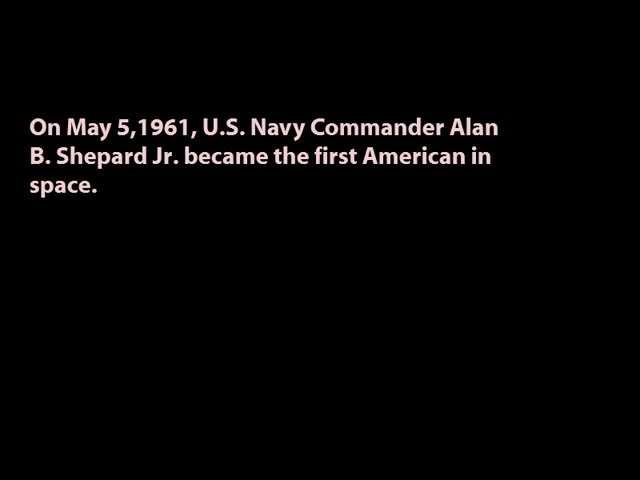 On May 5,1961, U.S. Navy Commander Alan
B. Shepard Jr. became the first American in
space.